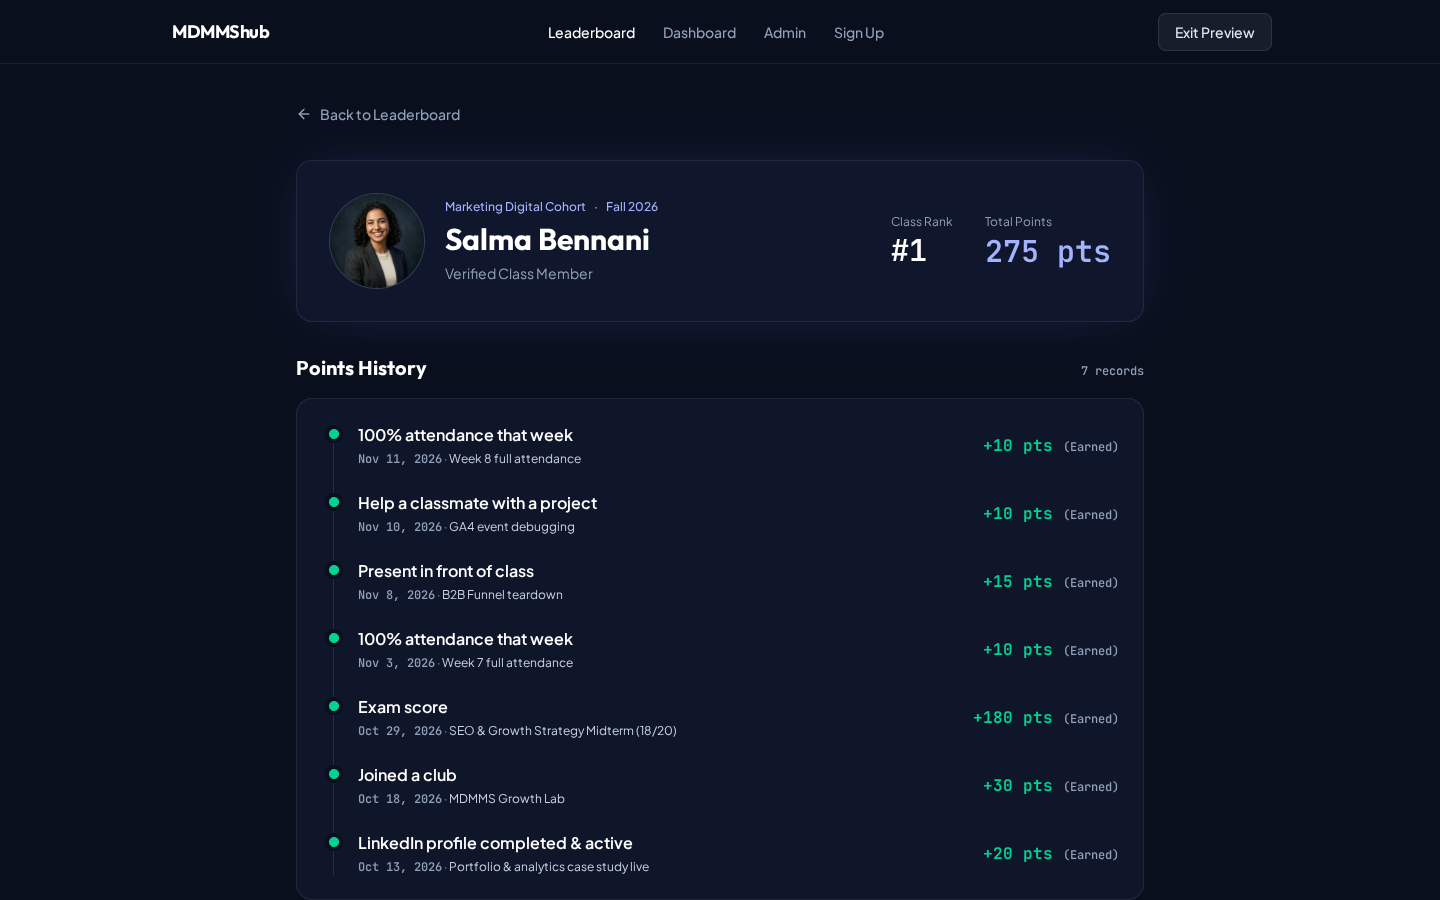 MDMMShub
Leaderboard Dashboard Admin Sign Up
Exit Preview
← Back to Leaderboard
Marketing Digital Cohort · Fall 2026
Salma Bennani
Verified Class Member
Class Rank
#1
Total Points
275 pts
Points History
7 records
100% attendance that week
Nov 11, 2026 · Week 8 full attendance
+10 pts (Earned)
Help a classmate with a project
Nov 10, 2026 · GA4 event debugging
+10 pts (Earned)
Present in front of class
Nov 8, 2026 · B2B Funnel teardown
+15 pts (Earned)
100% attendance that week
Nov 3, 2026 · Week 7 full attendance
+10 pts (Earned)
Exam score
Oct 29, 2026 · SEO & Growth Strategy Midterm (18/20)
+180 pts (Earned)
Joined a club
Oct 18, 2026 · MDMMS Growth Lab
+30 pts (Earned)
LinkedIn profile completed & active
Oct 13, 2026 · Portfolio & analytics case study live
+20 pts (Earned)